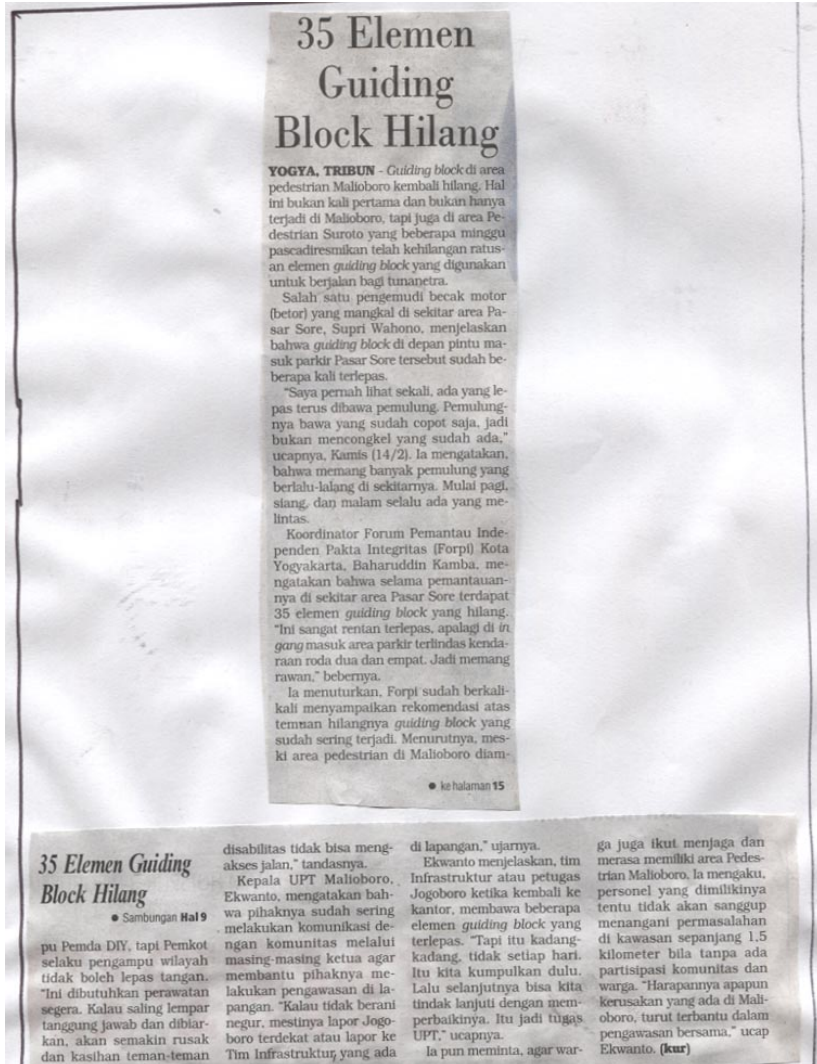 35 Elemen
Guiding
Block Hilang
YOGYA, TRIBUN - Guiding block di area
pedestrian Malioboro kembali hilang. Hal
ini bukan kali pertama dan bukan hanya
terjadi di Malioboro, tapi juga di area Pe-
destrian Suroto yang beberapa minggu
pascadiresmikan telah kehilangan ratus-
an elemen guiding block yang digunakan
untuk berjalan bagi tunanetra.
Salah satu pengemudi becak motor
(betor) yang mangkal di sekitar area Pa-
sar Sore, Supri Wahono, menjelaskan
bahwa guiding block di depan pintu ma-
suk parkir Pasar Sore tersebut sudah be-
berapa kali terlepas.
"Saya pernah lihat sekali, ada yang le-
pas terus dibawa pemulung. Pemulung-
nya bawa yang sudah copot saja, jadi
bukan mencongkel yang sudah ada,"
ucapnya, Kamis (14/2). Ia mengatakan,
bahwa memang banyak pemulung yang
berlalu-lalang di sekitarnya. Mulai pagi,
siang, dan malam selalu ada yang me-
lintas.
Koordinator Forum Pemantau Inde-
penden Pakta Integritas (Forpi) Kota
Yogyakarta, Baharuddin Kamba, me-
ngatakan bahwa selama pemantauan-
nya di sekitar area Pasar Sore terdapat
35 elemen guiding block yang hilang.
"Ini sangat rentan terlepas, apalagi di in
gang masuk area parkir terlindas kenda-
raan roda dua dan empat. Jadi memang
rawan," bebernya.
Ia menuturkan, Forpi sudah berkali-
kali menyampaikan rekomendasi atas
temuan hilangnya guiding block yang
sudah sering terjadi. Menurutnya, mes-
ki area pedestrian di Malioboro diam-
● ke halaman 15
35 Elemen Guiding
Block Hilang
● Sambungan Hal 9
pu Pemda DIY, tapi Pemkot
selaku pengampu wilayah
tidak boleh lepas tangan.
"Ini dibutuhkan perawatan
segera. Kalau saling lempar
tanggung jawab dan dibiar-
kan, akan semakin rusak
dan kasihan teman-teman
disabilitas tidak bisa meng-
akses jalan," tandasnya.
Kepala UPT Malioboro,
Ekwanto, mengatakan bah-
wa pihaknya sudah sering
melakukan komunikasi de-
ngan komunitas melalui
masing-masing ketua agar
membantu pihaknya me-
lakukan pengawasan di la-
pangan. "Kalau tidak berani
negur, mestinya lapor Jogo-
boro terdekat atau lapor ke
Tim Infrastruktur yang ada
di lapangan," ujarnya.
Ekwanto menjelaskan, tim
Infrastruktur atau petugas
Jogoboro ketika kembali ke
kantor, membawa beberapa
elemen guiding block yang
terlepas. "Tapi itu kadang-
kadang, tidak setiap hari.
Itu kita kumpulkan dulu.
Lalu selanjutnya bisa kita
tindak lanjuti dengan mem-
perbaikinya. Itu jadi tugas
UPT," ucapnya.
Ia pun meminta, agar war-
ga juga ikut menjaga dan
merasa memiliki area Pedes-
trian Malioboro. Ia mengaku,
personel yang dimilikinya
tentu tidak akan sanggup
menangani permasalahan
di kawasan sepanjang 1,5
kilometer bila tanpa ada
partisipasi komunitas dan
warga. "Harapannya apapun
kerusakan yang ada di Mali-
oboro, turut terbantu dalam
pengawasan bersama," ucap
Ekwanto. (kur)